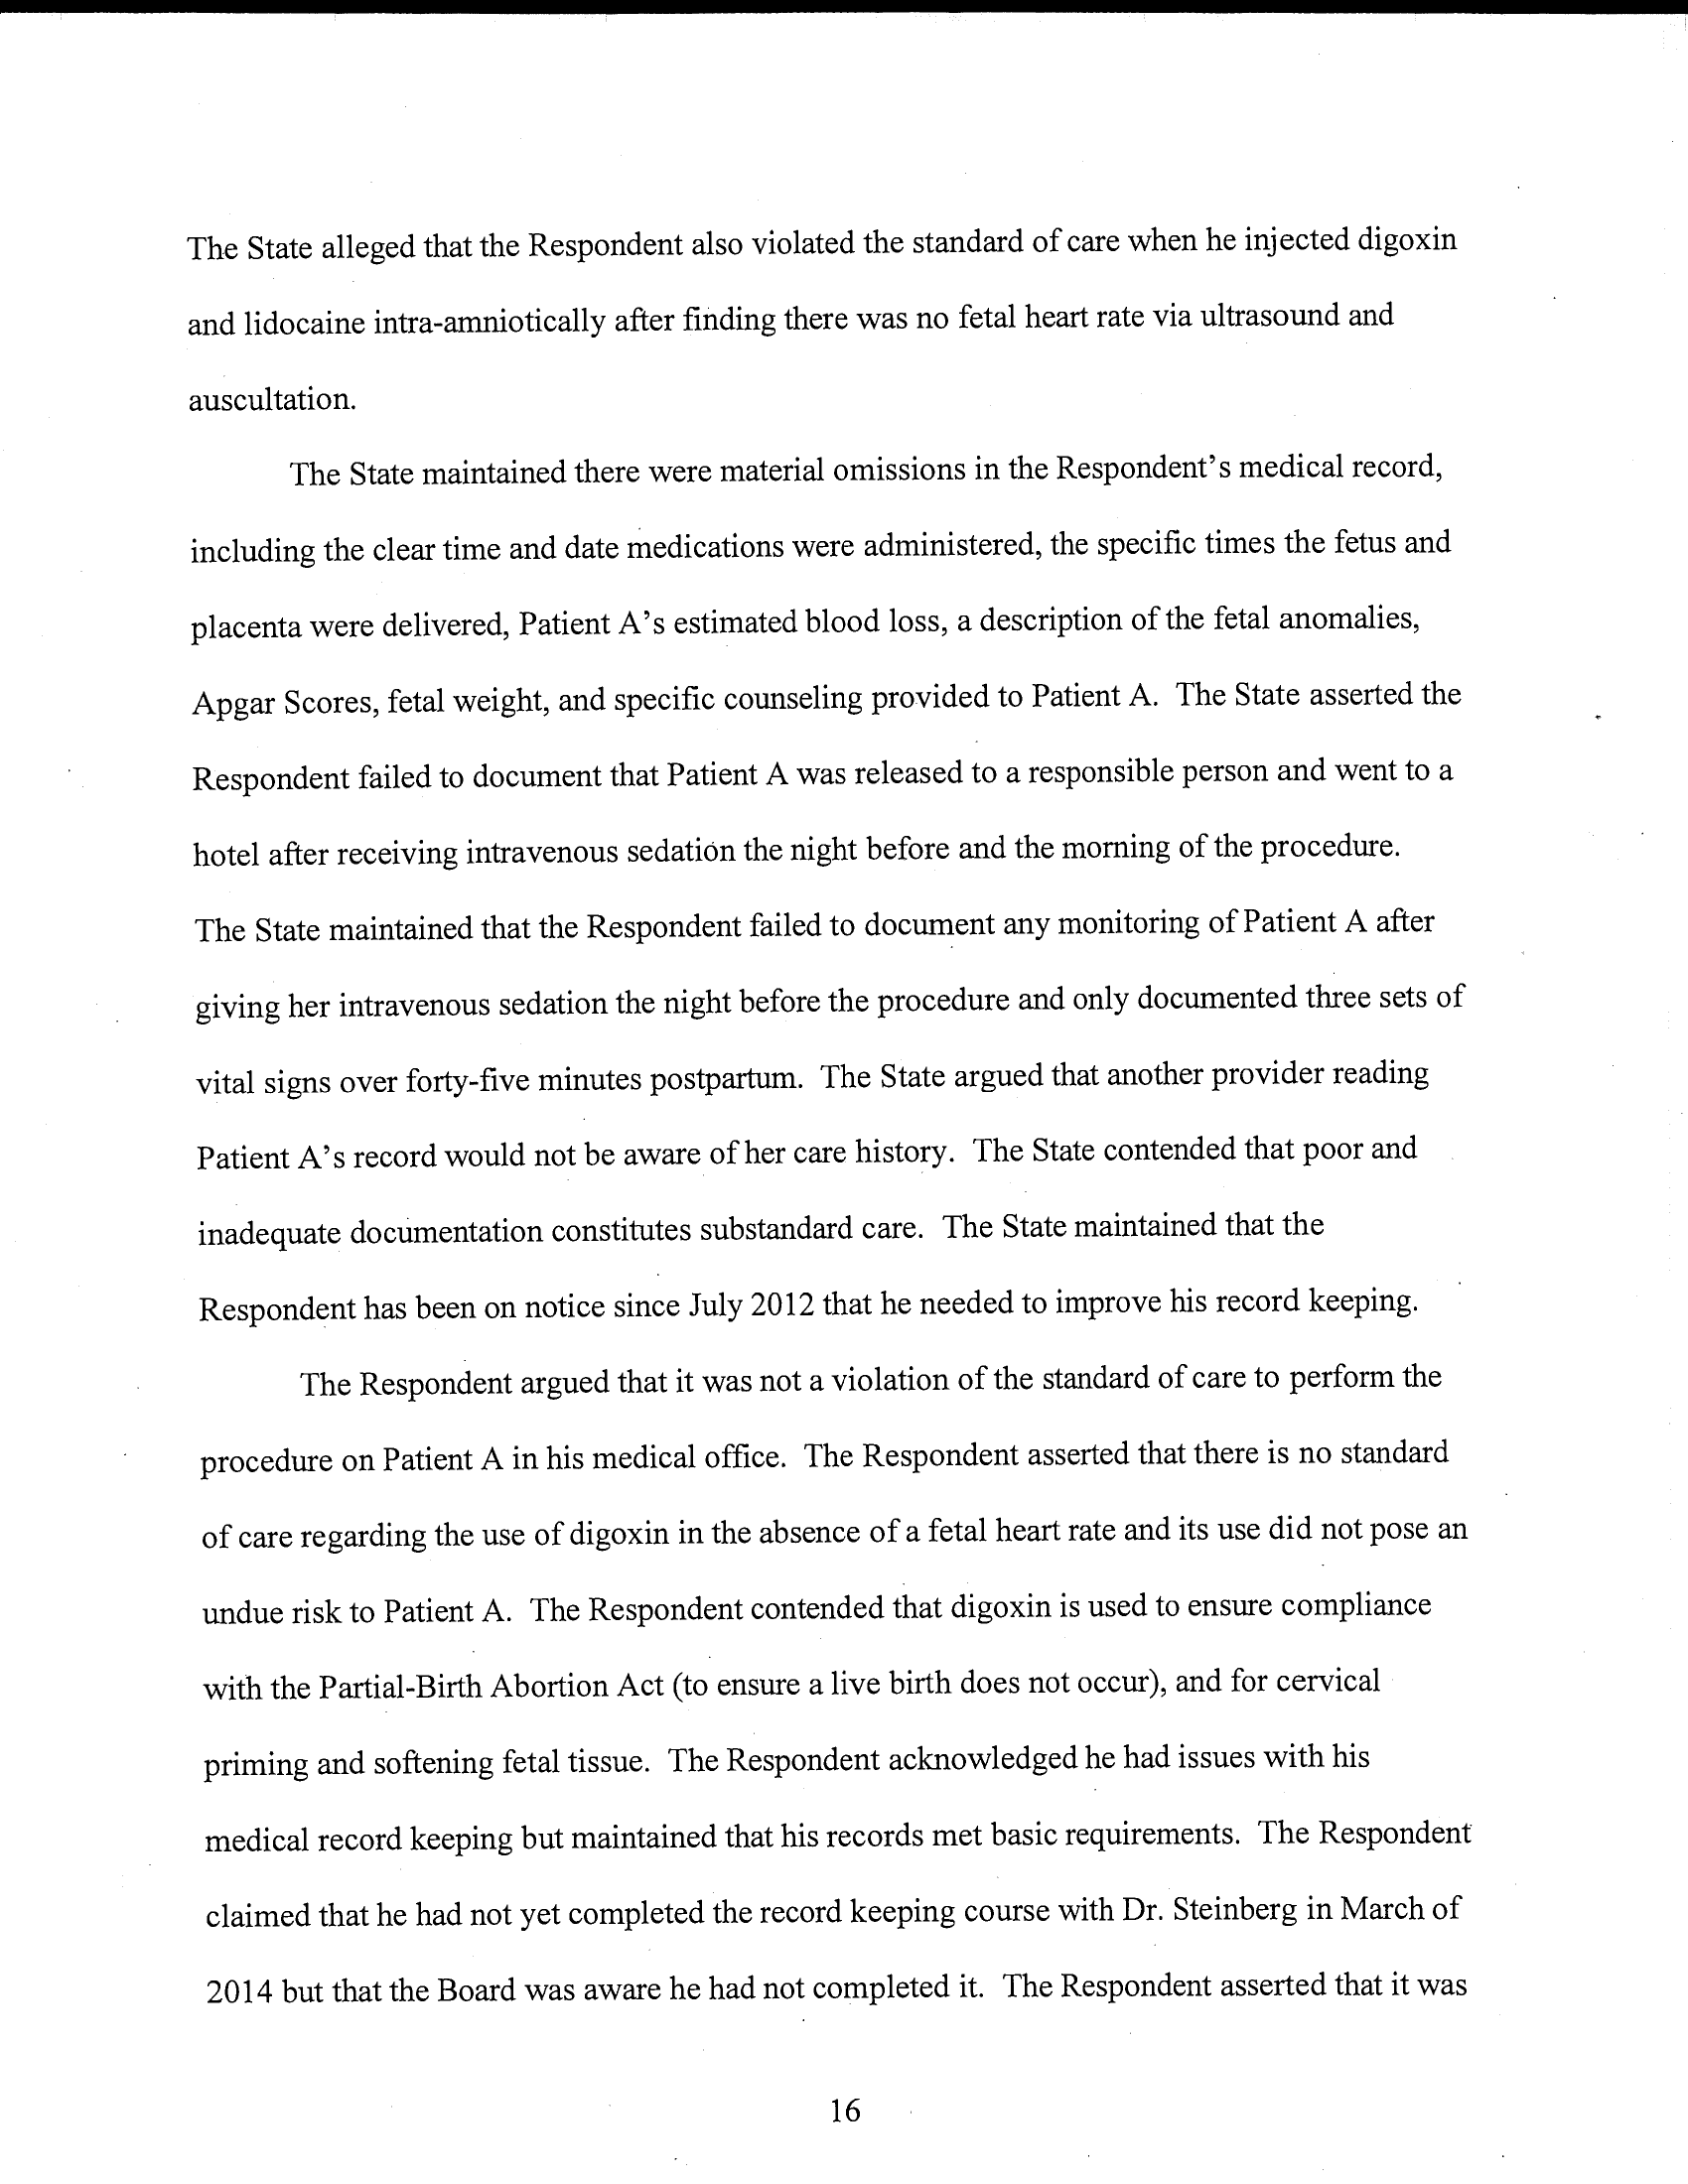 The State alleged that the Respondent also violated the standard of care when he injected digoxin
and lidocaine intra-amniotically after finding there was no fetal heart rate via ultrasound and
auscultation.
The State maintained there were material omissions in the Respondent's medical record,
including the clear time and date medications were administered, the specific times the fetus and
placenta were delivered, Patient A's estimated blood loss, a description of the fetal anomalies,
Apgar Scores, fetal weight, and specific counseling provided to Patient A. The State asserted the
Respondent failed to document that Patient A was released to a responsible person and went to a
hotel after receiving intravenous sedation the night before and the morning of the procedure.
The State maintained that the Respondent failed to document any monitoring of Patient A after
giving her intravenous sedation the night before the procedure and only documented three sets of
vital signs over forty-five minutes postpartum. The State argued that another provider reading
Patient A's record would not be aware of her care history. The State contended that poor and
inadequate documentation constitutes substandard care. The State maintained that the
Respondent has been on notice since July 2012 that he needed to improve his record keeping.
The Respondent argued that it was not a violation of the standard of care to perform the
procedure on Patient A in his medical office. The Respondent asserted that there is no standard
of care regarding the use of digoxin in the absence of a fetal heart rate and its use did not pose an
undue risk to Patient A. The Respondent contended that digoxin is used to ensure compliance
with the Partial-Birth Abortion Act (to ensure a live birth does not occur), and for cervical
priming and softening fetal tissue. The Respondent acknowledged he had issues with his
medical record keeping but maintained that his records met basic requirements. The Respondent
claimed that he had not yet completed the record keeping course with Dr. Steinberg in March of
2014 but that the Board was aware he had not completed it. The Respondent asserted that it was
16